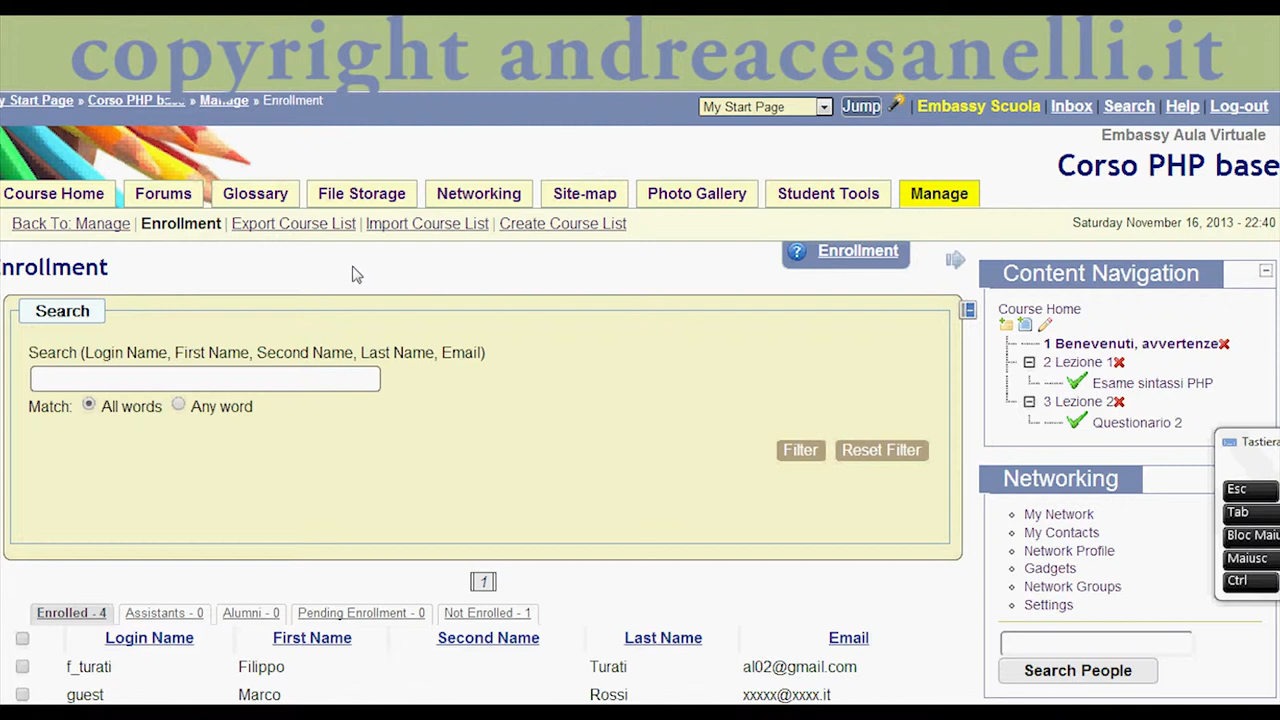 copyright andreacesanelli.it
y Start Page » Corso PHP base » Manage » Enrollment
My Start Page Jump | Embassy Scuola | Inbox | Search | Help | Log-out
Embassy Aula Virtuale
Corso PHP base
Course Home Forums Glossary File Storage Networking Site-map Photo Gallery Student Tools Manage
Back To: Manage | Enrollment | Export Course List | Import Course List | Create Course List
Saturday November 16, 2013 - 22:40
nrollment
? Enrollment
Content Navigation
Search
Course Home
Search (Login Name, First Name, Second Name, Last Name, Email)
1 Benevenuti, avvertenze
2 Lezione 1
Esame sintassi PHP
Match: All words Any word
3 Lezione 2
Questionario 2
Filter Reset Filter
Tastiera
Networking
Esc
Tab
Bloc Maiu
Maiusc
Ctrl
My Network
My Contacts
Network Profile
Gadgets
Network Groups
Settings
1
Enrolled - 4 Assistants - 0 Alumni - 0 Pending Enrollment - 0 Not Enrolled - 1
Login Name First Name Second Name Last Name Email
f_turati Filippo Turati al02@gmail.com
guest Marco Rossi xxxxx@xxxx.it
Search People